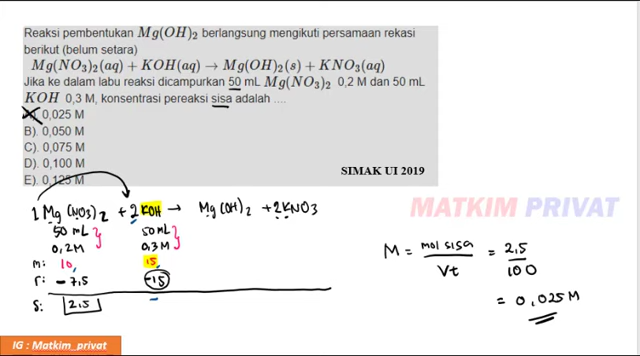 Reaksi pembentukan Mg(OH)₂ berlangsung mengikuti persamaan rekasi
berikut (belum setara)
Mg(NO₃)₂(aq) + KOH(aq) → Mg(OH)₂(s) + KNO₃(aq)
Jika ke dalam labu reaksi dicampurkan 50 mL Mg(NO₃)₂ 0,2 M dan 50 mL
KOH 0,3 M, konsentrasi pereaksi sisa adalah ....
A). 0,025 M
B). 0,050 M
C). 0,075 M
D). 0,100 M
E). 0,125 M
SIMAK UI 2019
1 Mg(NO₃)₂ + 2 KOH → Mg(OH)₂ + 2KNO₃
50 mL 50 mL
0,2 M 0,3 M
m: 10 15
r: -7,5 -15
s: 2,5 -
MATKIM PRIVAT
M = mol sisa / Vt = 2,5 / 100
= 0,025 M
IG : Matkim_privat